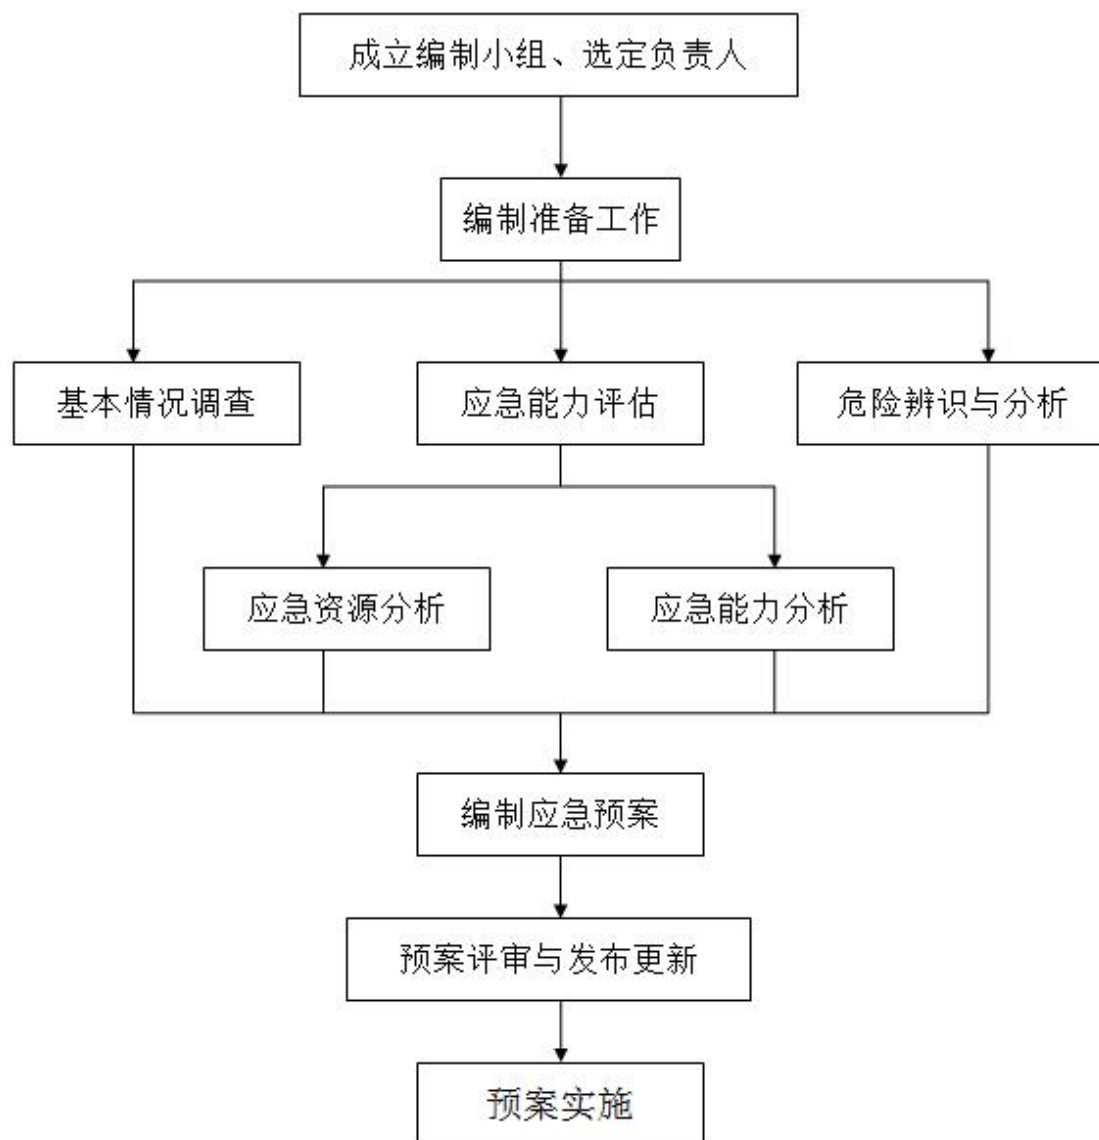 成立编制小组、选定负责人
编制准备工作
基本情况调查
应急能力评估
危险辨识与分析
应急资源分析
应急能力分析
编制应急预案
预案评审与发布更新
预案实施